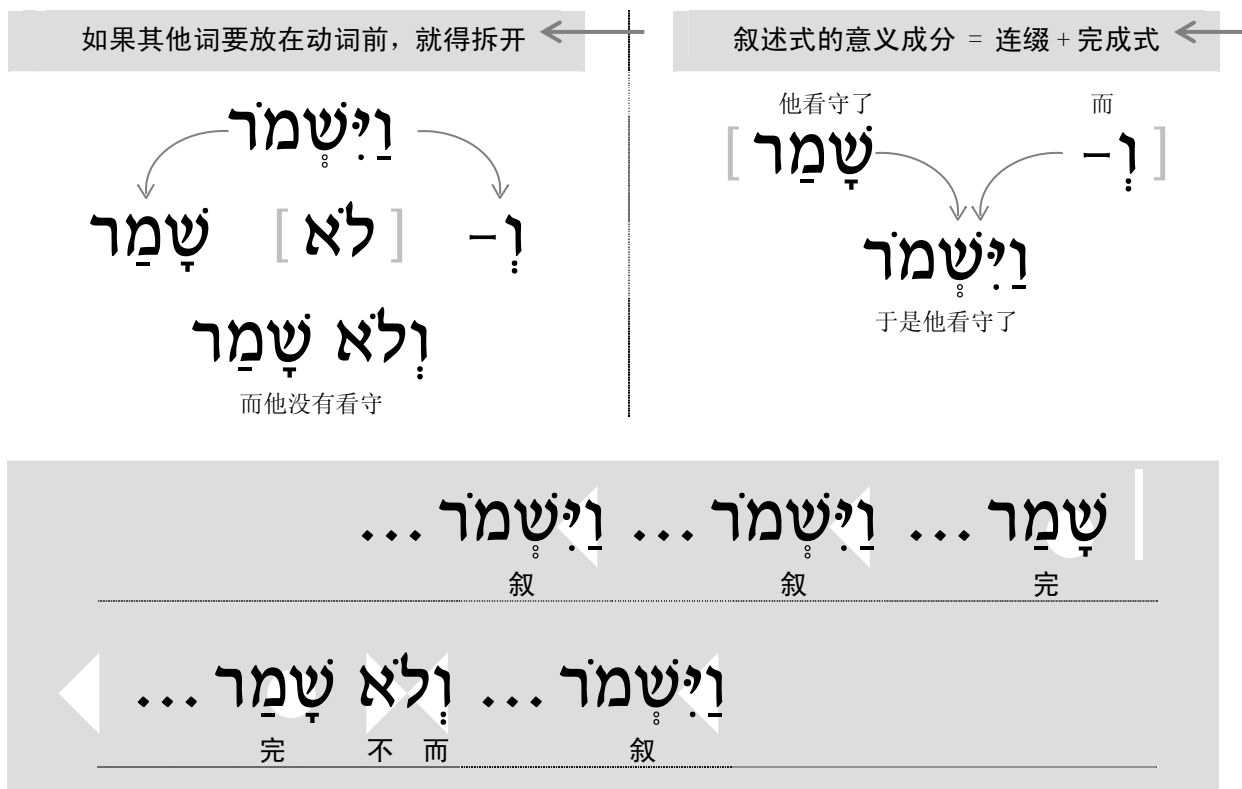 如果其他词要放在动词前，就得拆开
וַיִּשְׁמֹר
וְ– [לֹא] שָׁמַר
וְלֹא שָׁמַר
而他没有看守
叙述式的意义成分 = 连缀 + 完成式
他看守了 而
[וְ– שָׁמַר]
וַיִּשְׁמֹר
于是他看守了
שָׁמַר ... וַיִּשְׁמֹר ... וַיִּשְׁמֹר ...
叙 叙 完
וַיִּשְׁמֹר ... וְלֹא שָׁמַר ...
完 不 而 叙